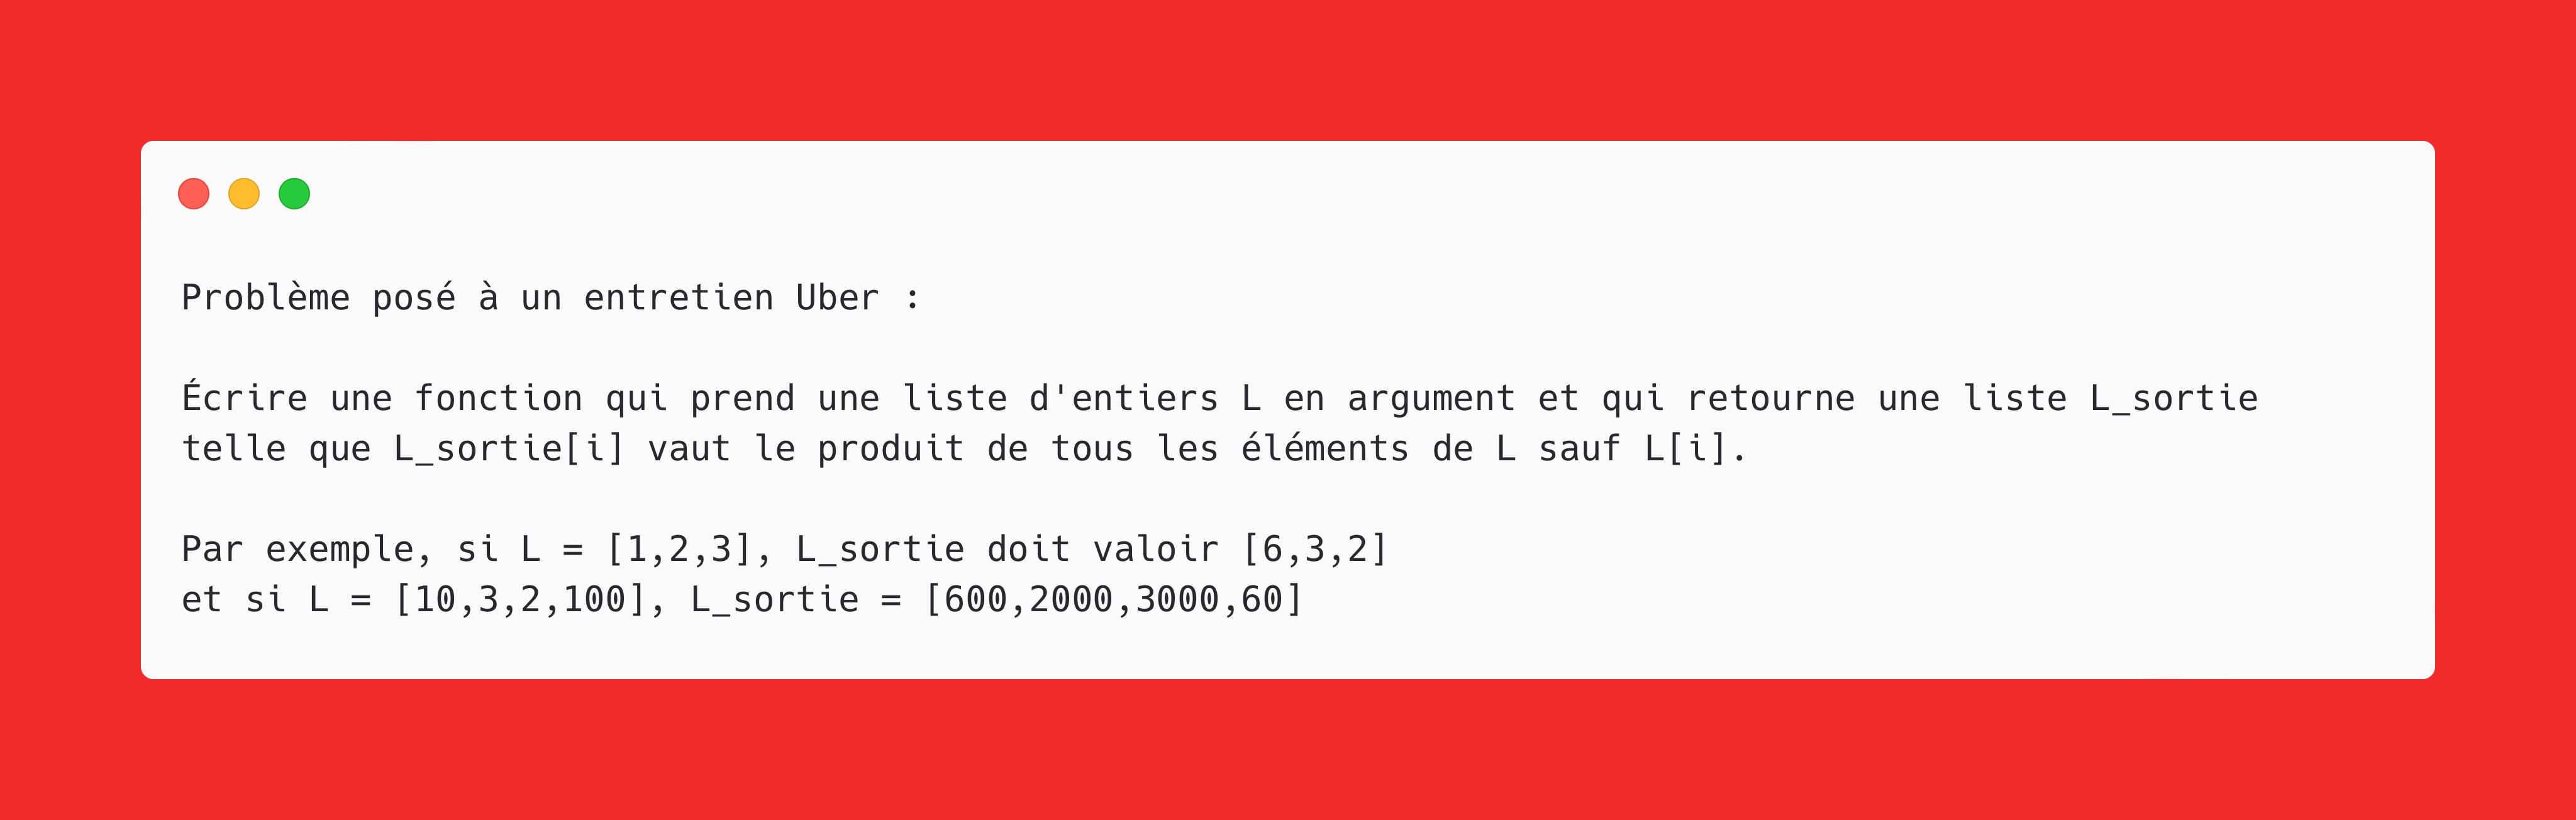 Problème posé à un entretien Uber :
Écrire une fonction qui prend une liste d'entiers L en argument et qui retourne une liste L_sortie
telle que L_sortie[i] vaut le produit de tous les éléments de L sauf L[i].
Par exemple, si L = [1,2,3], L_sortie doit valoir [6,3,2]
et si L = [10,3,2,100], L_sortie = [600,2000,3000,60]